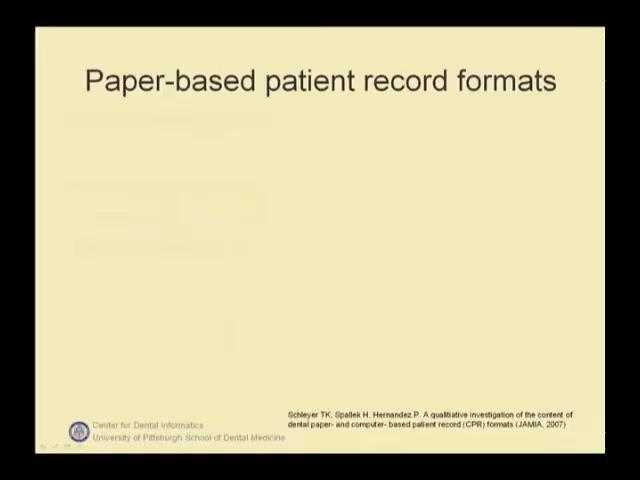 Paper-based patient record formats
Schleyer TK, Spallek H, Hernandez P. A qualitiative investigation of the content of
dental paper- and computer- based patient record (CPR) formats (JAMIA, 2007)
Center for Dental Informatics
University of Pittsburgh School of Dental Medicine